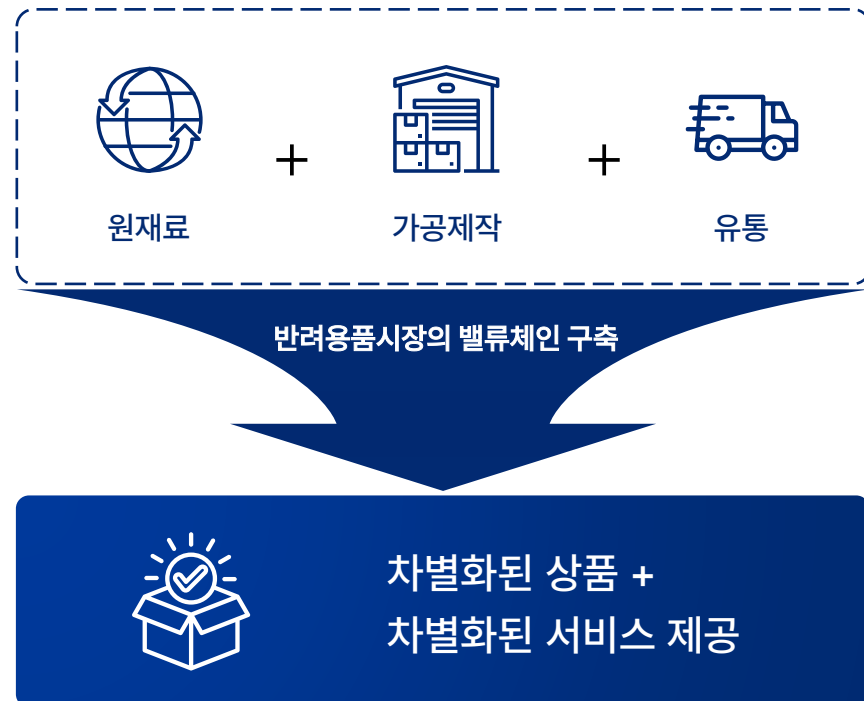 원재료 + 가공제작 + 유통
반려용품시장의 밸류체인 구축
차별화된 상품 +
차별화된 서비스 제공